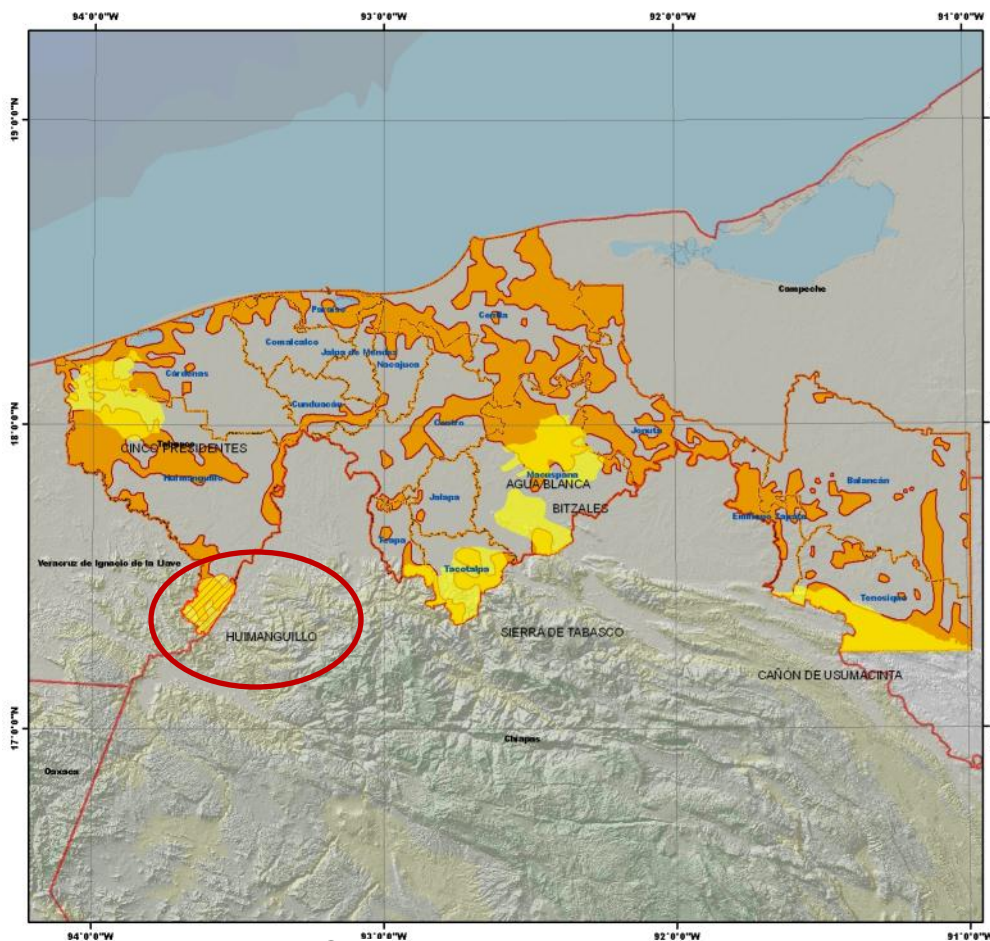 94°0'0"W 93°0'0"W 92°0'0"W 91°0'0"W
19°0'0"N
Campeche
Paraíso
Centla
Comalcalco
Jalpa de Méndez
Nacajuca
Cárdenas
Cunduacán
18°0'0"N
Centro
Jonuta
Tabasco
CINCO PRESIDENTES
Huimanguillo
Macuspana
AGUA BLANCA
Balancán
Jalapa
BITZALES
Emiliano Zapata
Teapa
Veracruz de Ignacio de la Llave
Tacotalpa
Tenosique
HUIMANGUILLO
SIERRA DE TABASCO
CAÑÓN DE USUMACINTA
17°0'0"N
Chiapas
Oaxaca
94°0'0"W 93°0'0"W 92°0'0"W 91°0'0"W